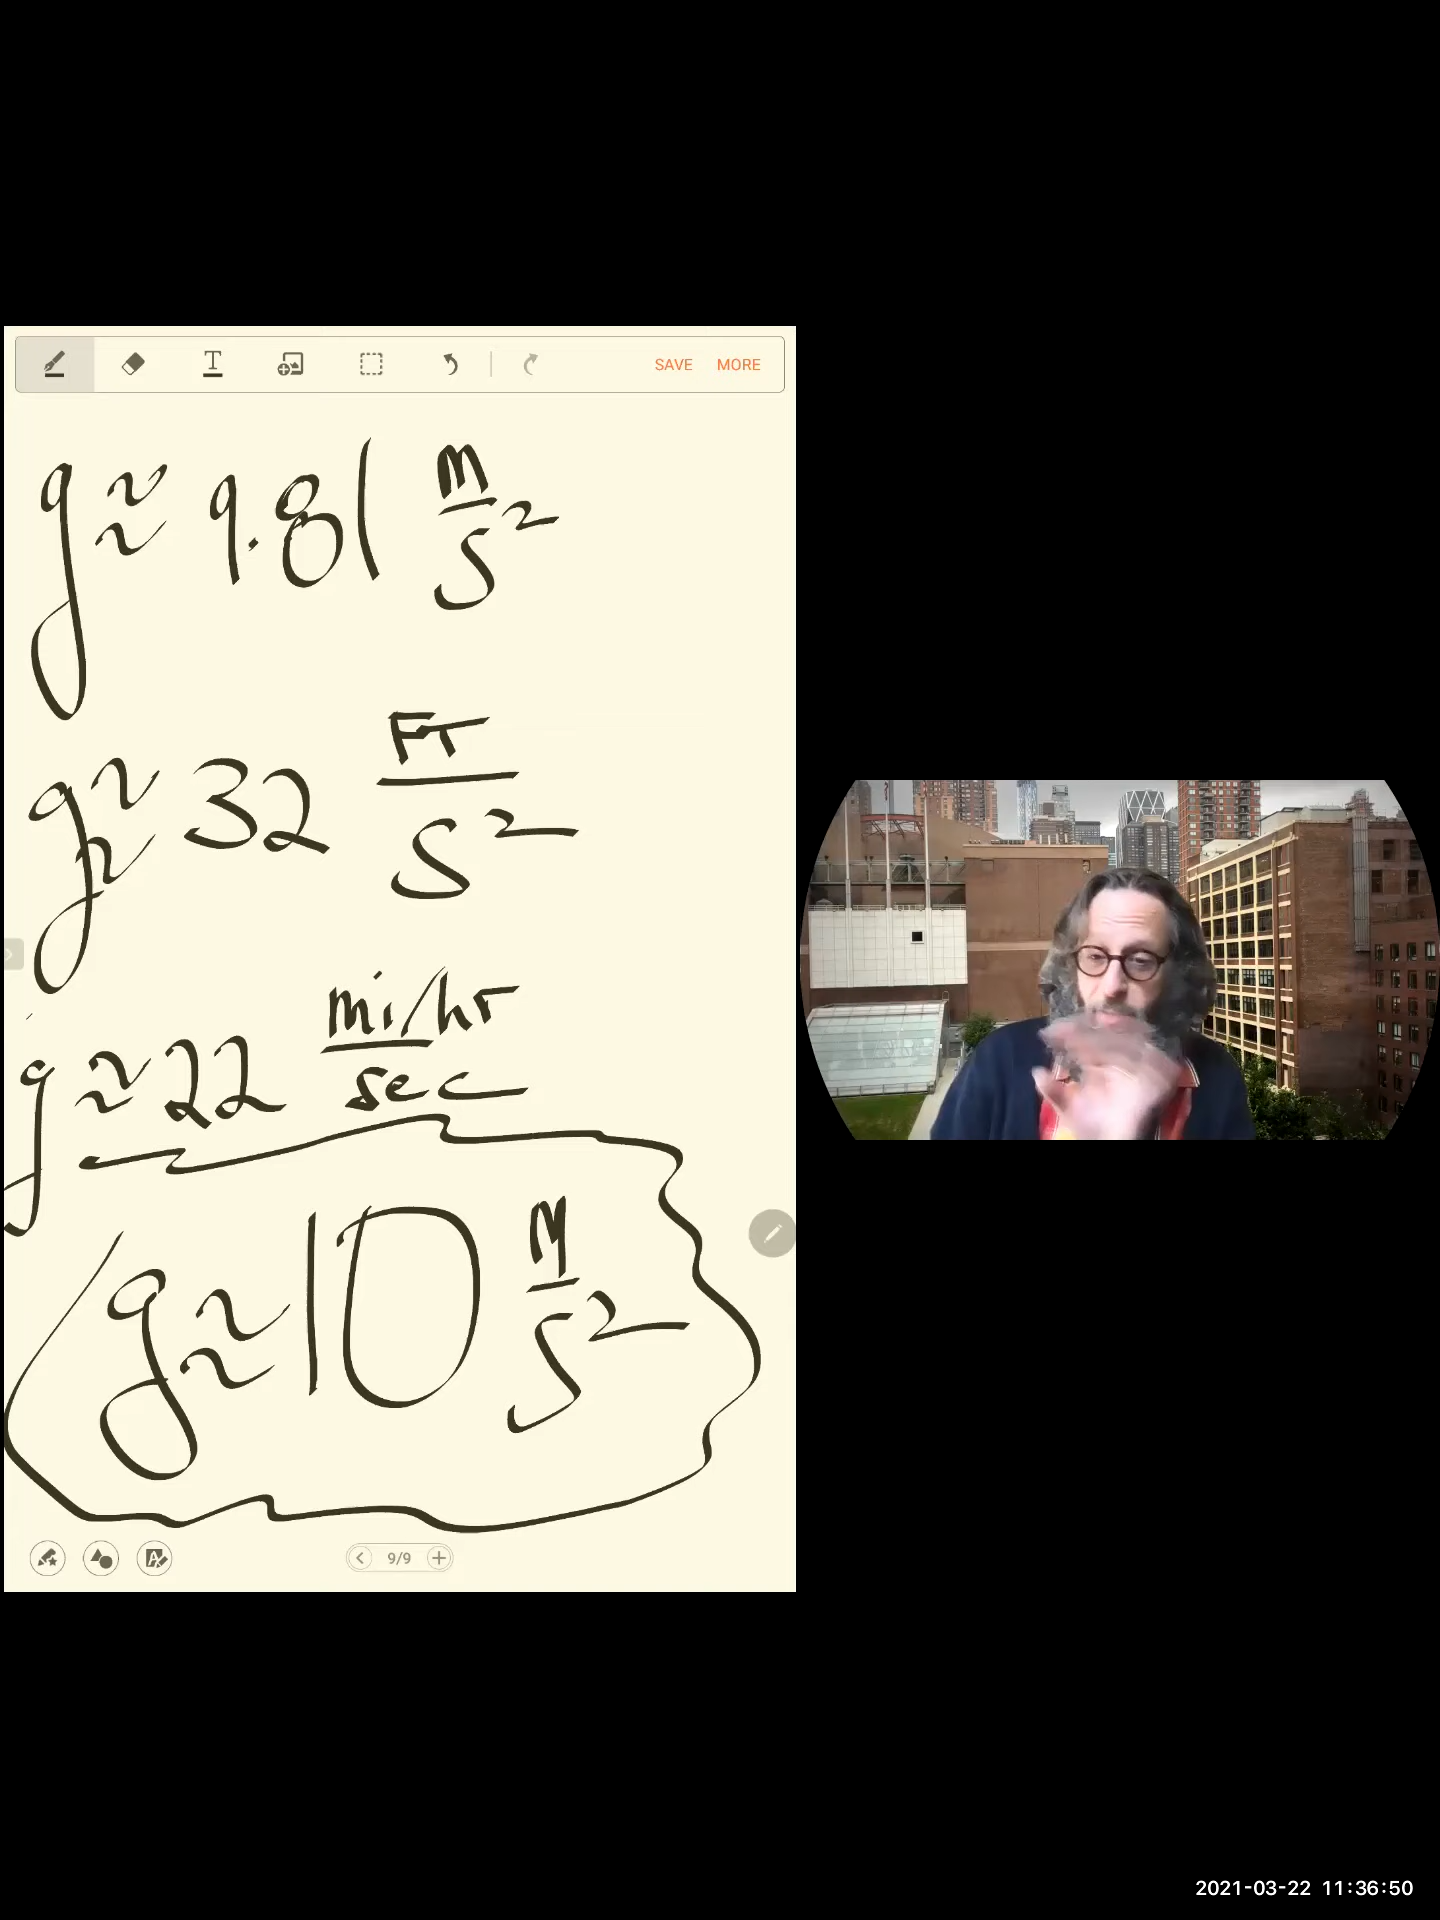 SAVE MORE
g ≈ 9.81 m/s²
g ≈ 32 FT/s²
g ≈ 22 mi/hr/sec
g ≈ 10 m/s²
9/9
2021-03-22 11:36:50